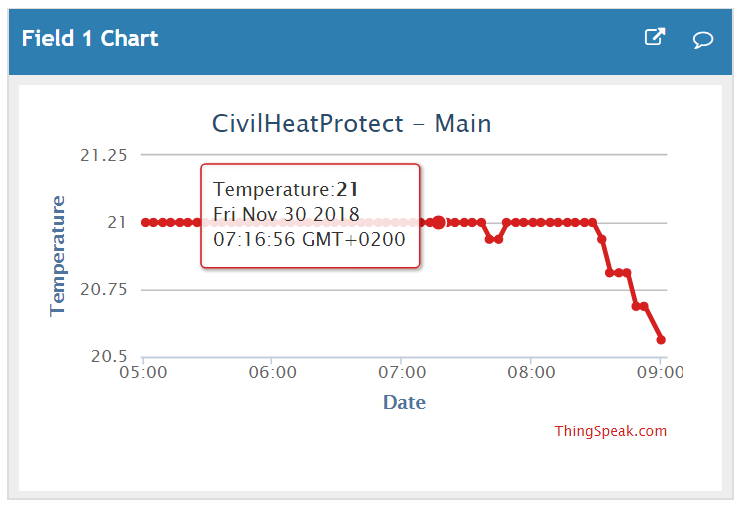 Field 1 Chart
CivilHeatProtect - Main
21.25
21
20.75
20.5
Temperature
Temperature:21
Fri Nov 30 2018
07:16:56 GMT+0200
05:00 06:00 07:00 08:00 09:00
Date
ThingSpeak.com